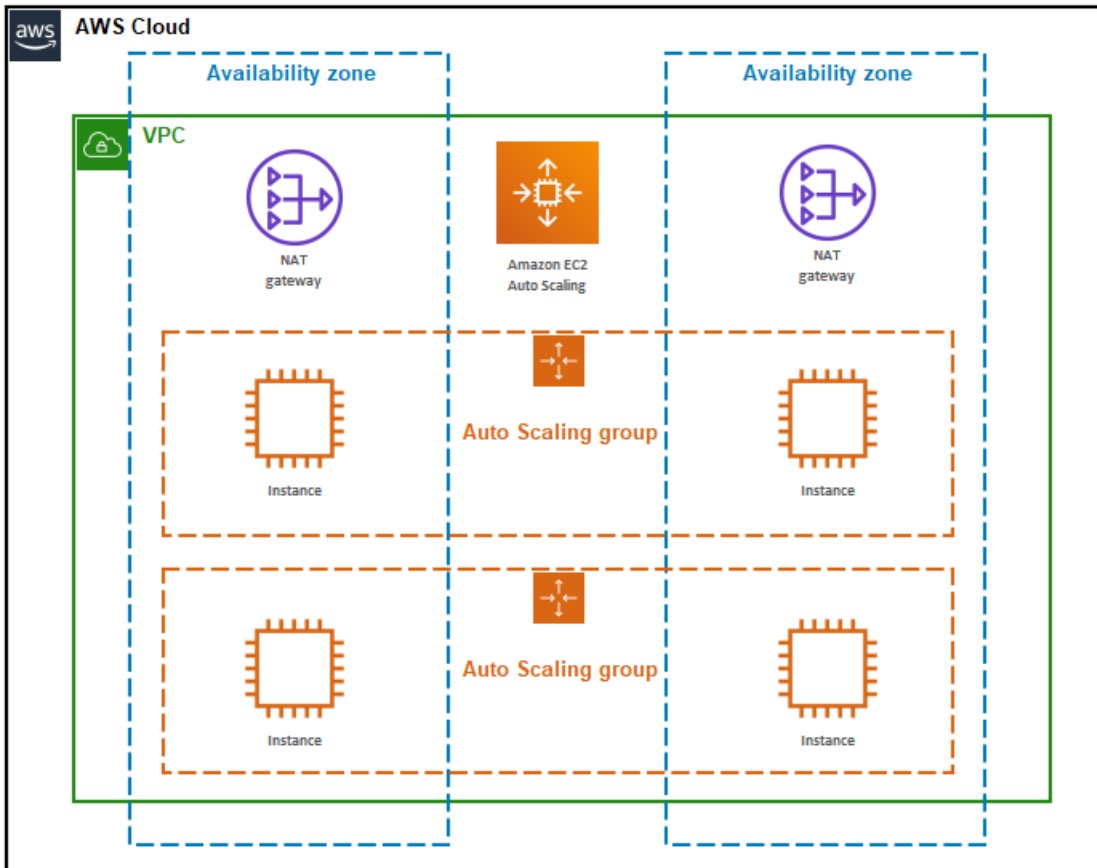 aws
AWS Cloud
Availability zone
Availability zone
VPC
NAT
gateway
Amazon EC2
Auto Scaling
NAT
gateway
Auto Scaling group
Instance
Instance
Auto Scaling group
Instance
Instance